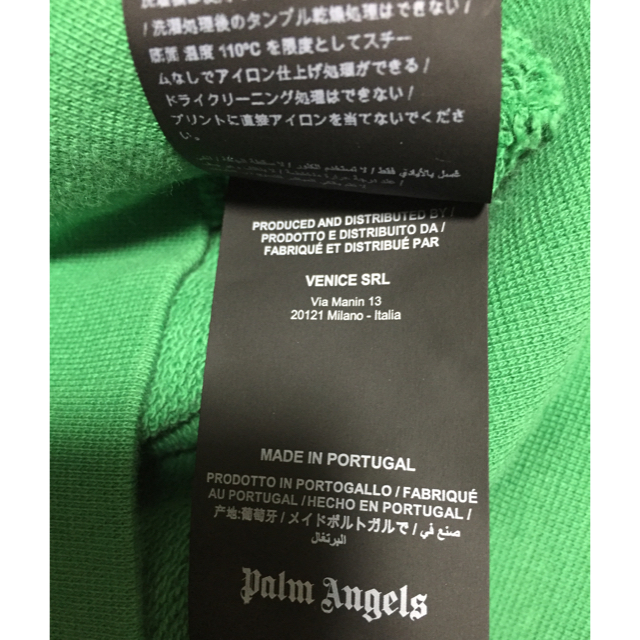 / 洗濯処理後のタンブル乾燥処理はできない /
底面 温度 110ºC を限度としてスチー
ムなしでアイロン仕上げ処理ができる /
ドライクリーニング処理はできない /
プリントに直接アイロンを当てないでくださ
い。
PRODUCED AND DISTRIBUTED BY /
PRODOTTO E DISTRIBUITO DA /
FABRIQUÉ ET DISTRIBUÉ PAR
VENICE SRL
Via Manin 13
20121 Milano - Italia
MADE IN PORTUGAL
PRODOTTO IN PORTOGALLO / FABRIQUÉ
AU PORTUGAL / HECHO EN PORTUGAL /
产地:葡萄牙 / メイドポルトガルで / صنع في
البرتغال
Palm Angels